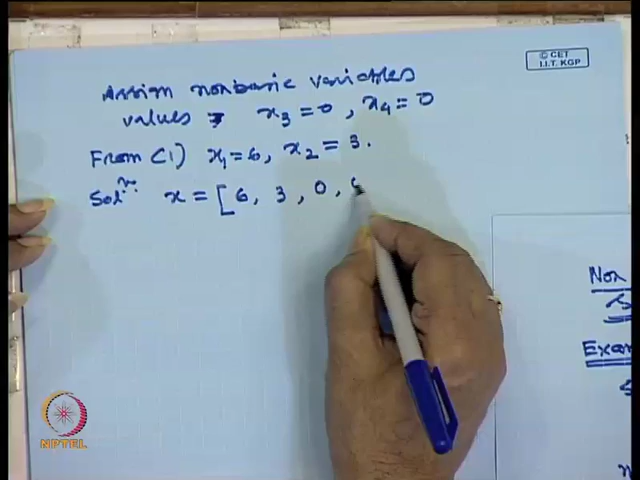 © CET
I.I.T. KGP
Assign nonbasic variables
values x₃ = 0, x₄ = 0
From (1) x₁ = 6, x₂ = 3.
Solⁿ. x = [6, 3, 0,
Non
Exam
NPTEL